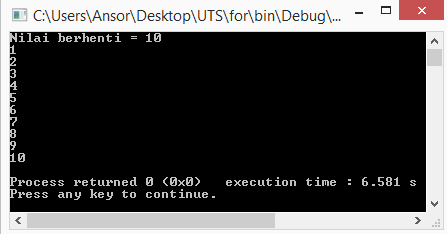 C:\Users\Ansor\Desktop\UTS\for\bin\Debug\...
Nilai berhenti = 10
1
2
3
4
5
6
7
8
9
10
Process returned 0 (0x0)   execution time : 6.581 s
Press any key to continue.